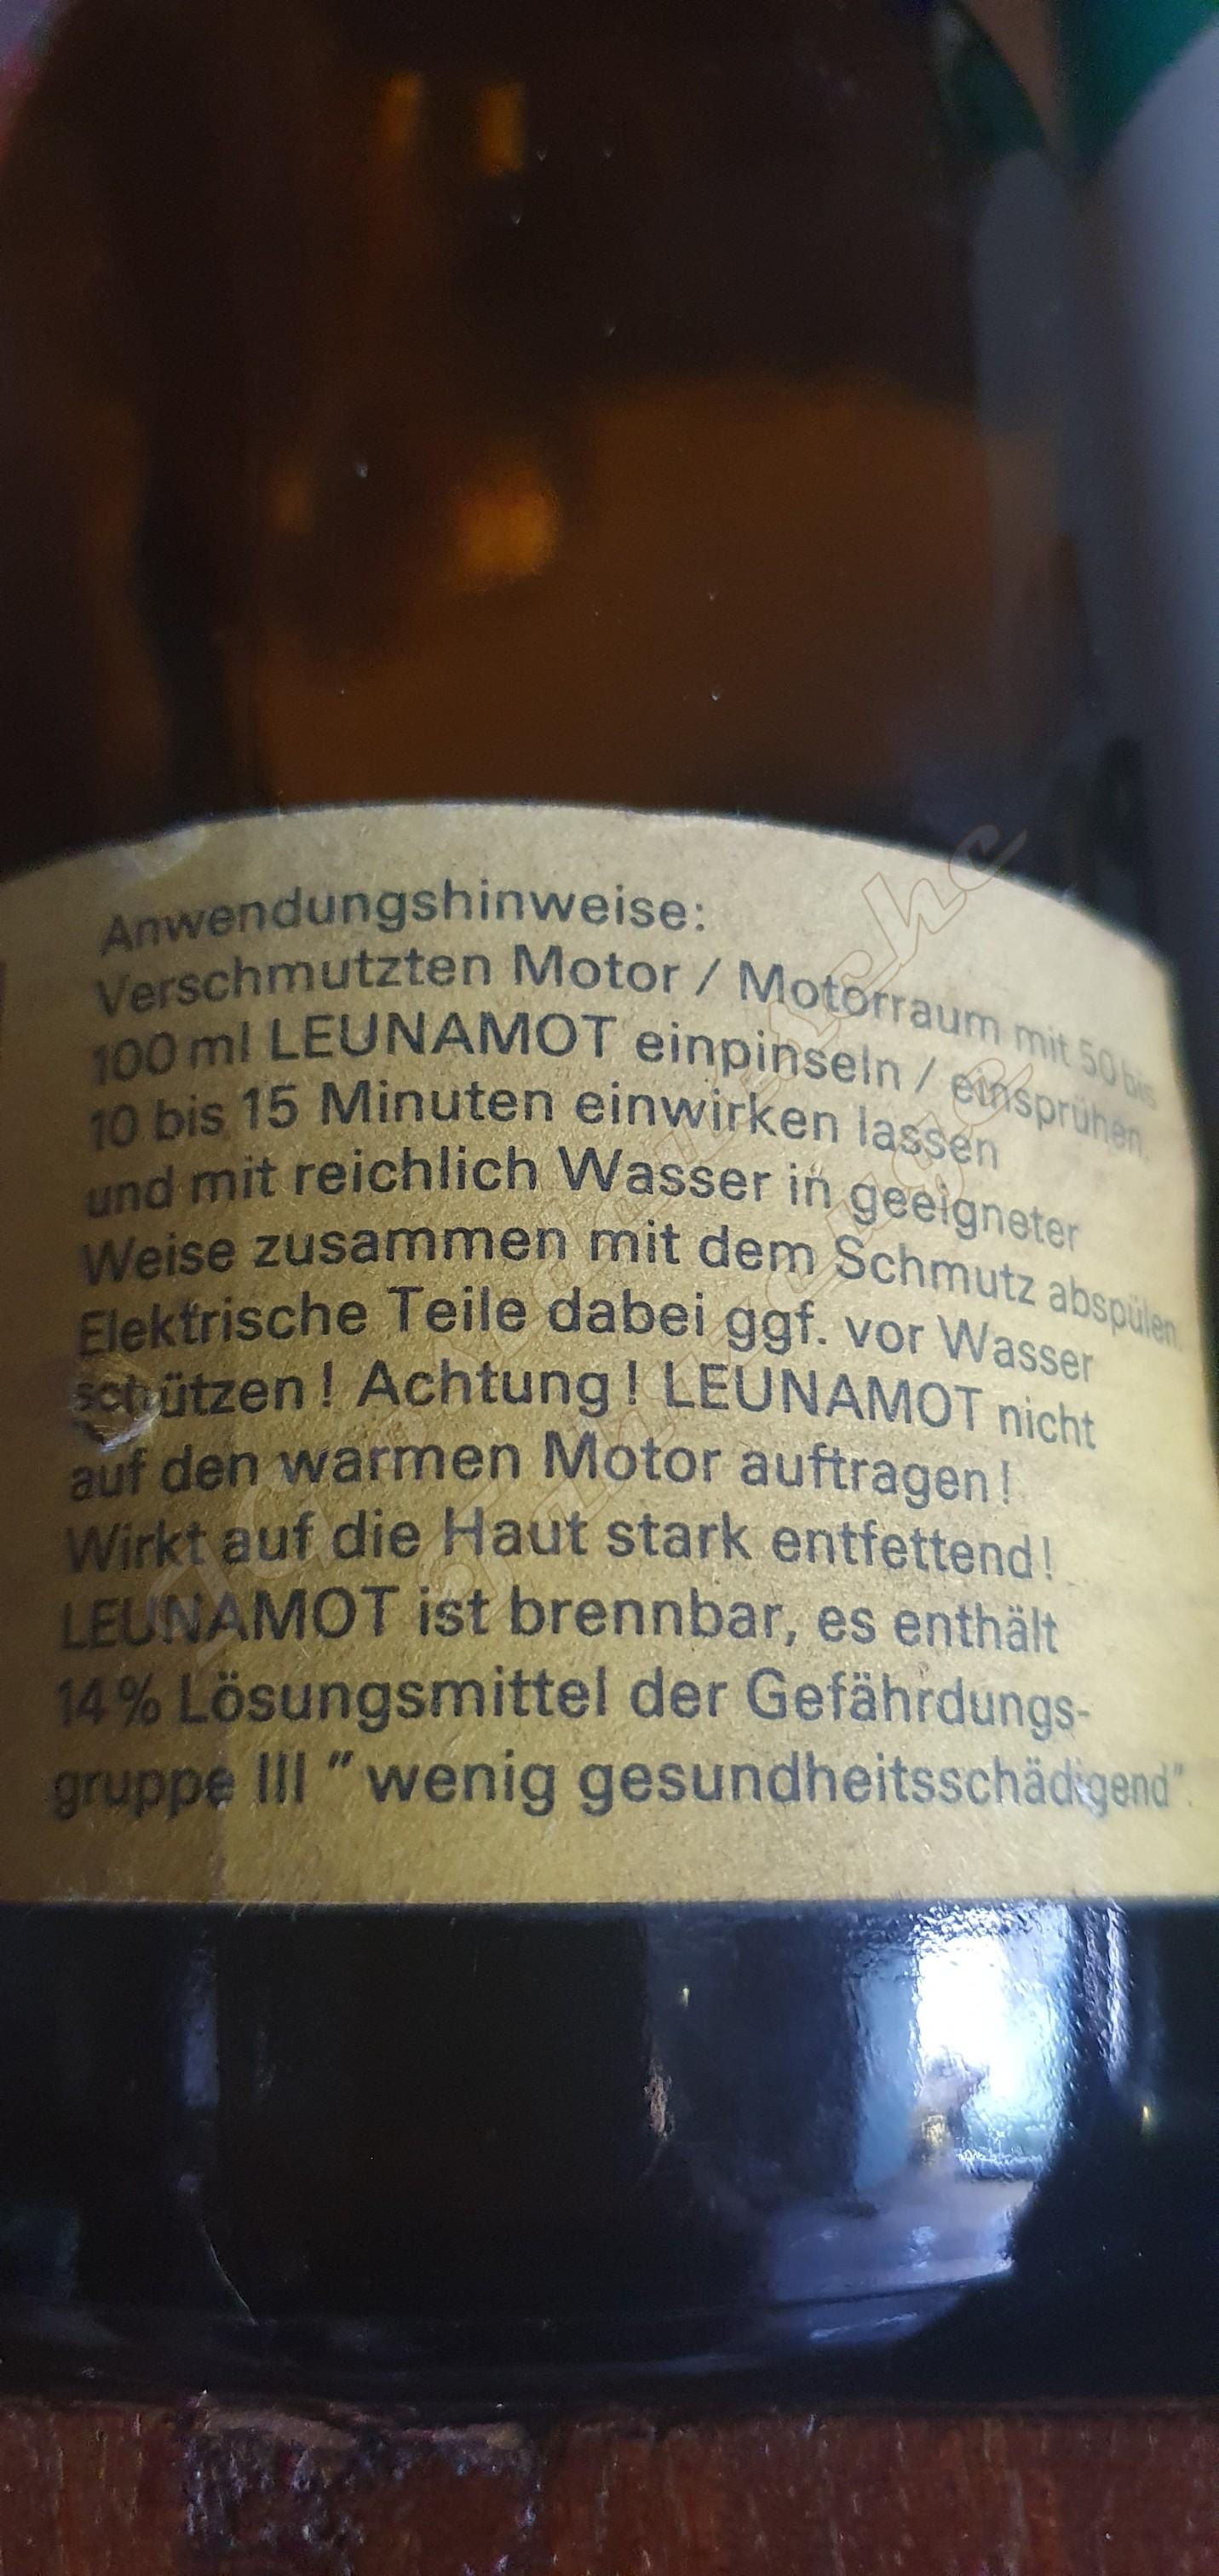 Anwendungshinweise:
Verschmutzten Motor / Motorraum mit 50 bis
100 ml LEUNAMOT einpinseln / einsprühen.
10 bis 15 Minuten einwirken lassen
und mit reichlich Wasser in geeigneter
Weise zusammen mit dem Schmutz abspülen.
Elektrische Teile dabei ggf. vor Wasser
schützen! Achtung! LEUNAMOT nicht
auf den warmen Motor auftragen!
Wirkt auf die Haut stark entfettend!
LEUNAMOT ist brennbar, es enthält
14% Lösungsmittel der Gefährdungs-
gruppe III "wenig gesundheitsschädigend".